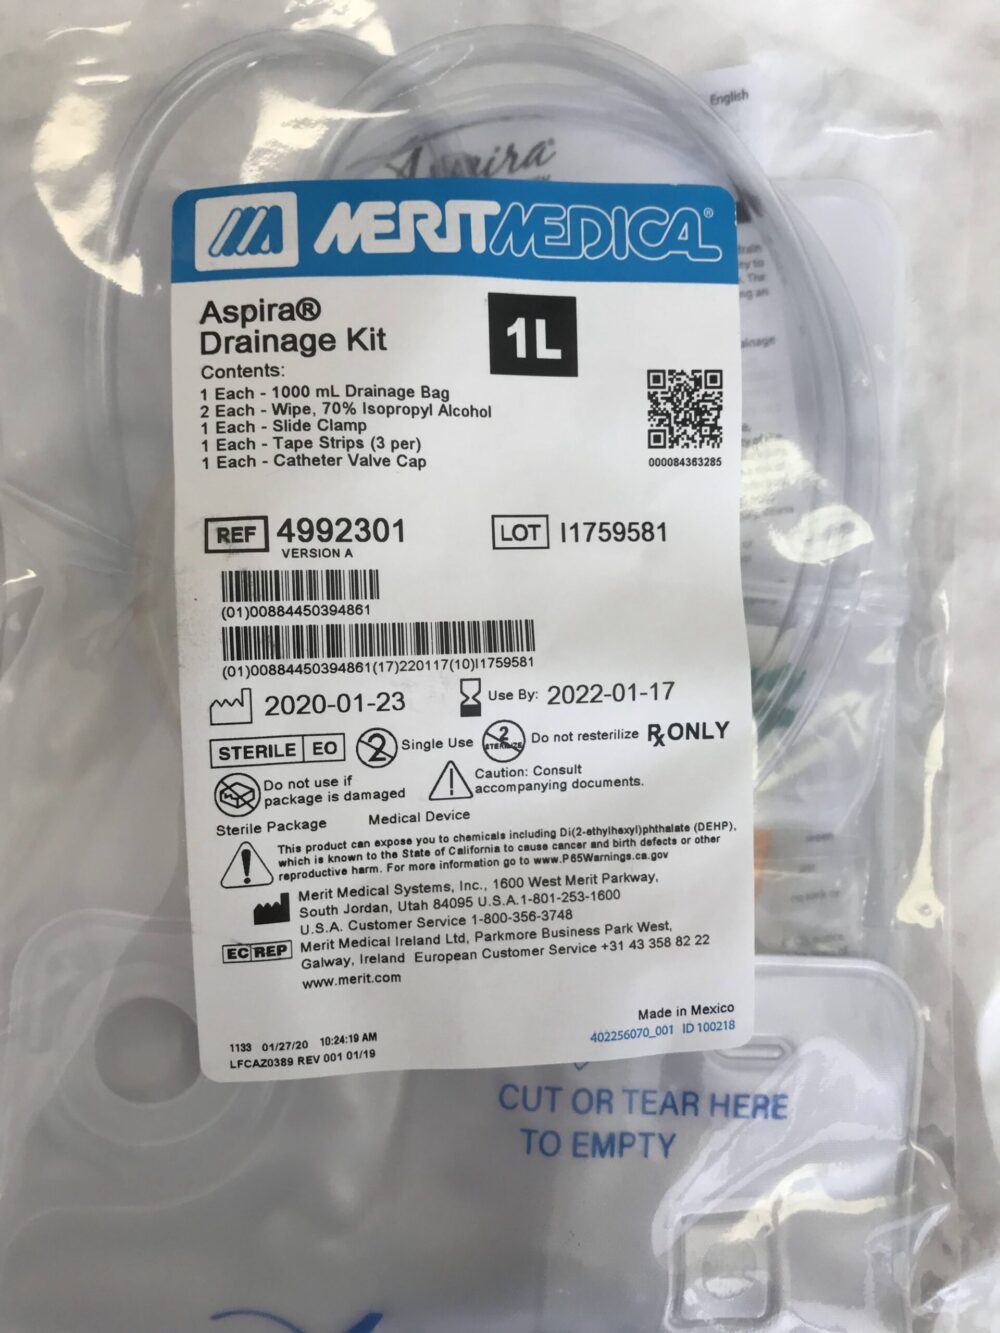 English
Aspira®
MERITMEDICAL®
Aspira®
Drainage Kit
1L
Contents:
1 Each - 1000 mL Drainage Bag
2 Each - Wipe, 70% Isopropyl Alcohol
1 Each - Slide Clamp
1 Each - Tape Strips (3 per)
1 Each - Catheter Valve Cap
000084363285
REF 4992301
VERSION A
LOT I1759581
(01)00884450394861
(01)00884450394861(17)220117(10)I1759581
2020-01-23
Use By: 2022-01-17
STERILE EO
2 Single Use
2 STERILIZE Do not resterilize
Rx ONLY
Do not use if
package is damaged
Caution: Consult
accompanying documents.
Sterile Package
Medical Device
This product can expose you to chemicals including Di(2-ethylhexyl)phthalate (DEHP),
which is known to the State of California to cause cancer and birth defects or other
reproductive harm. For more information go to www.P65Warnings.ca.gov
Merit Medical Systems, Inc., 1600 West Merit Parkway,
South Jordan, Utah 84095 U.S.A.1-801-253-1600
U.S.A. Customer Service 1-800-356-3748
EC REP Merit Medical Ireland Ltd, Parkmore Business Park West,
Galway, Ireland European Customer Service +31 43 358 82 22
www.merit.com
Made in Mexico
402256070_001 ID 100218
1133 01/27/20 10:24:19 AM
LFCAZ0389 REV 001 01/19
CUT OR TEAR HERE
TO EMPTY